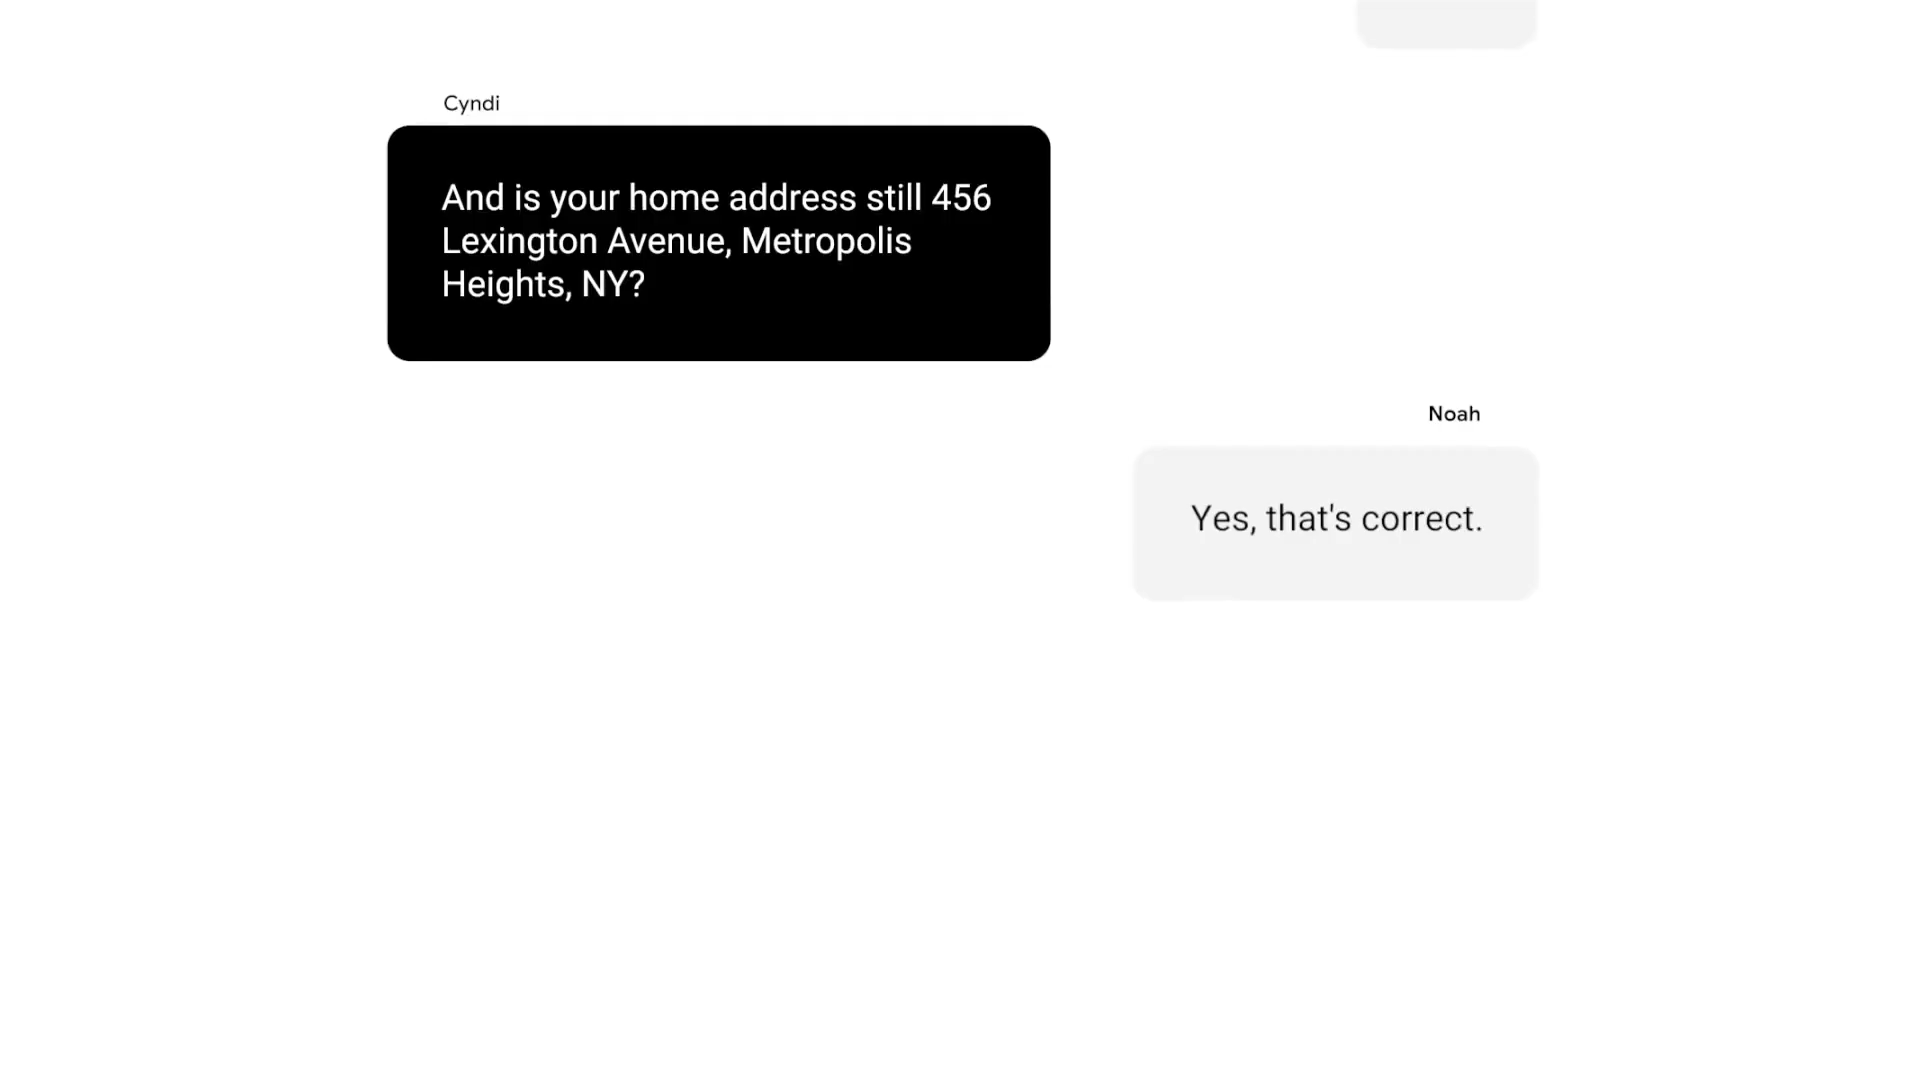 Cyndi
And is your home address still 456
Lexington Avenue, Metropolis
Heights, NY?
Noah
Yes, that's correct.